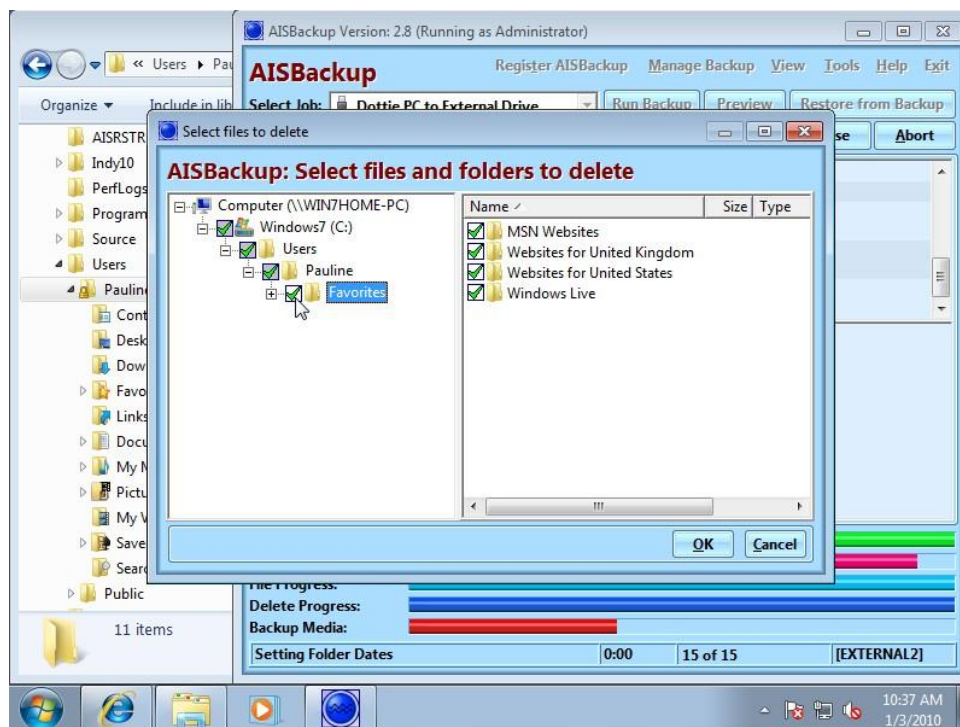 AISBackup Version: 2.8 (Running as Administrator)
« Users
AISBackup
Register AISBackup Manage Backup View Tools Help Exit
Organize Include in
Select Job: Dottie PC to External Drive Run Backup Preview Restore from Backup
Abort
Select files to delete
AISBackup: Select files and folders to delete
AISRSTR
Indy10
PerfLogs
Program
Source
Users
Pauline
Cont
Desk
Dow
Favo
Links
Docu
My
Pictu
My
Save
Sear
Public
11 items
Computer (\\WIN7HOME-PC)
Windows7 (C:)
Users
Pauline
Favorites
Name Size Type
MSN Websites
Websites for United Kingdom
Websites for United States
Windows Live
OK Cancel
File Progress:
Delete Progress:
Backup Media:
Setting Folder Dates 0:00 15 of 15 [EXTERNAL2]
10:37 AM
1/3/2010